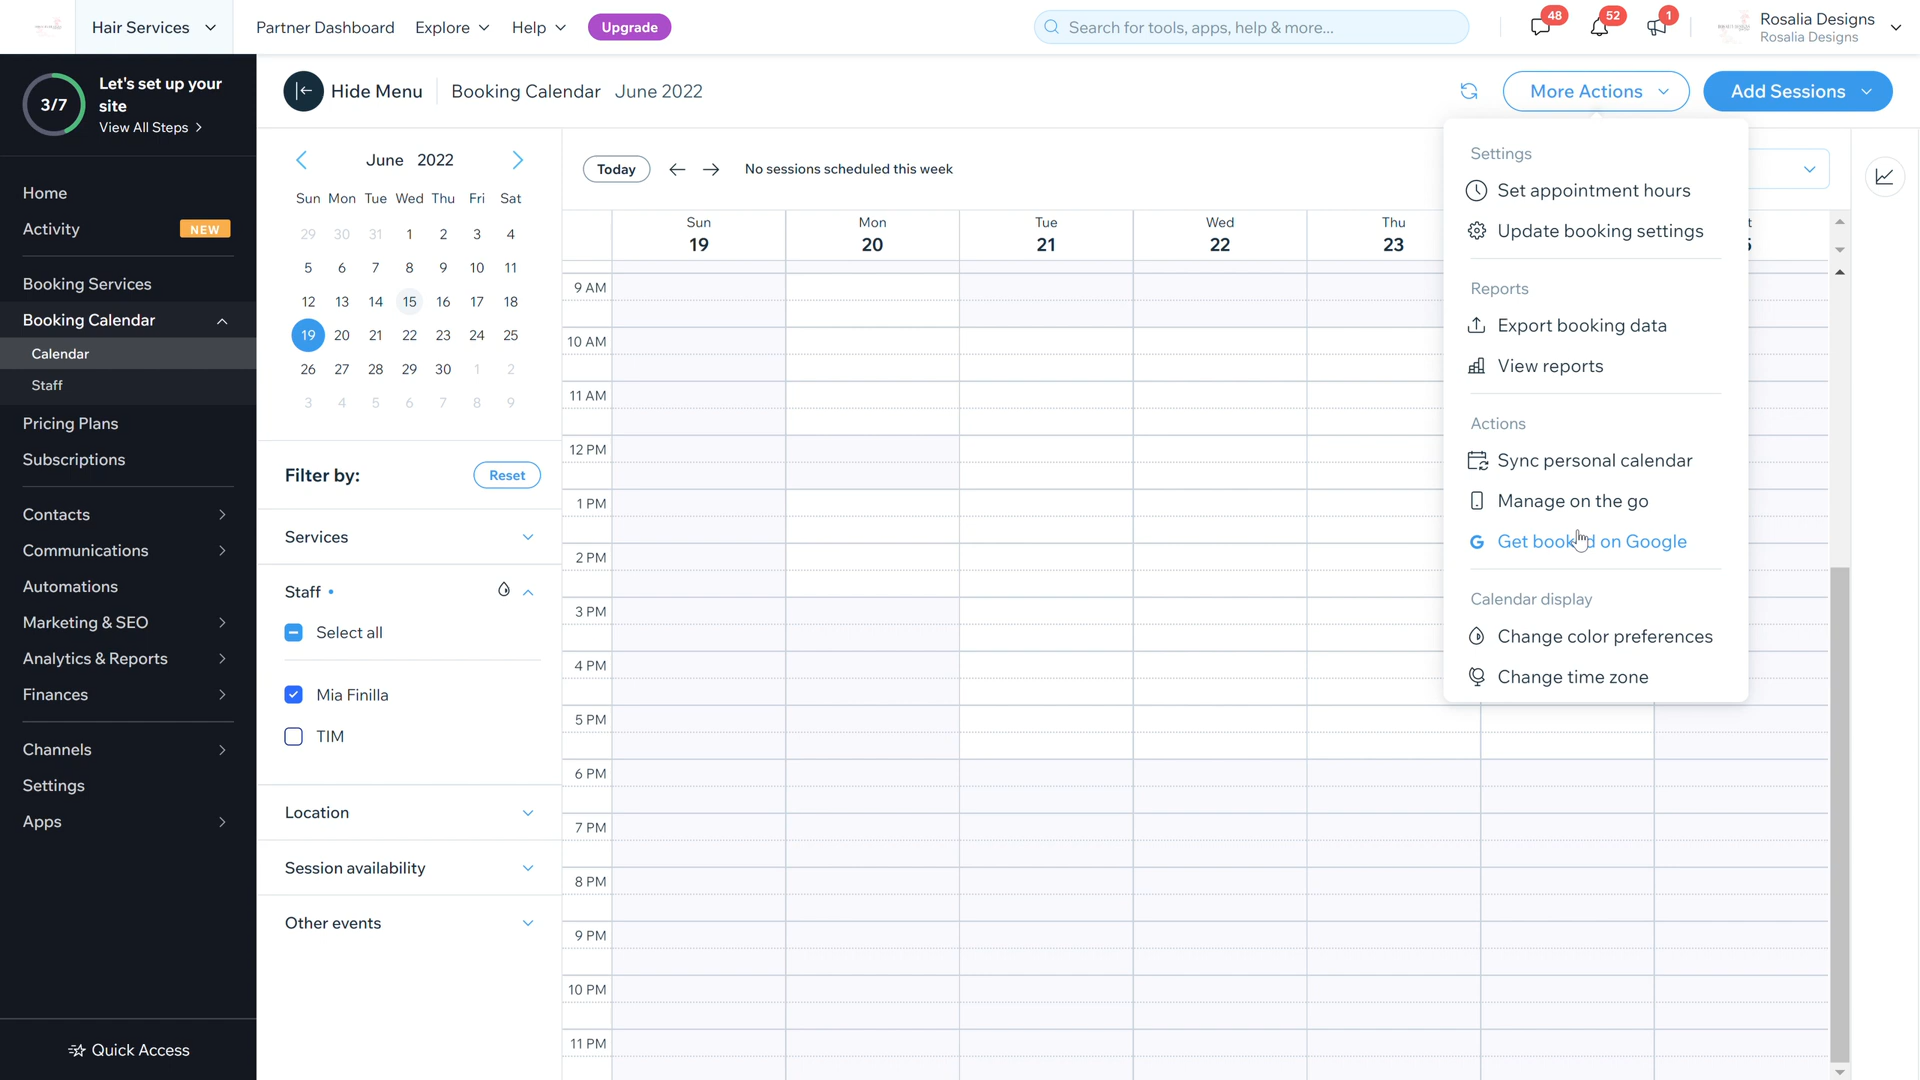 Hair Services
Partner Dashboard
Explore
Help
Upgrade
Search for tools, apps, help & more...
48
52
1
Rosalia Designs
Rosalia Designs
3/7
Let's set up your
site
View All Steps
Home
Activity
NEW
Booking Services
Booking Calendar
Calendar
Staff
Pricing Plans
Subscriptions
Contacts
Communications
Automations
Marketing & SEO
Analytics & Reports
Finances
Channels
Settings
Apps
Quick Access
Hide Menu
Booking Calendar June 2022
More Actions
Add Sessions
June 2022
Sun Mon Tue Wed Thu Fri Sat
29 30 31 1 2 3 4
5 6 7 8 9 10 11
12 13 14 15 16 17 18
19 20 21 22 23 24 25
26 27 28 29 30 1 2
3 4 5 6 7 8 9
Filter by:
Reset
Services
Staff
Select all
Mia Finilla
TIM
Location
Session availability
Other events
Today
No sessions scheduled this week
Sun Mon Tue Wed Thu
19 20 21 22 23
9 AM
10 AM
11 AM
12 PM
1 PM
2 PM
3 PM
4 PM
5 PM
6 PM
7 PM
8 PM
9 PM
10 PM
11 PM
Settings
Set appointment hours
Update booking settings
Reports
Export booking data
View reports
Actions
Sync personal calendar
Manage on the go
Get booked on Google
Calendar display
Change color preferences
Change time zone